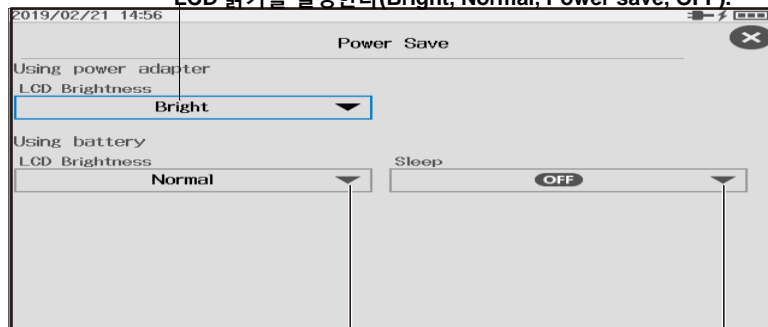 LCD 밝기를 설정한다(Bright, Normal, Power save, OFF).
2019/02/21 14:56
Power Save
Using power adapter
LCD Brightness
Bright
Using battery
LCD Brightness Sleep
Normal OFF